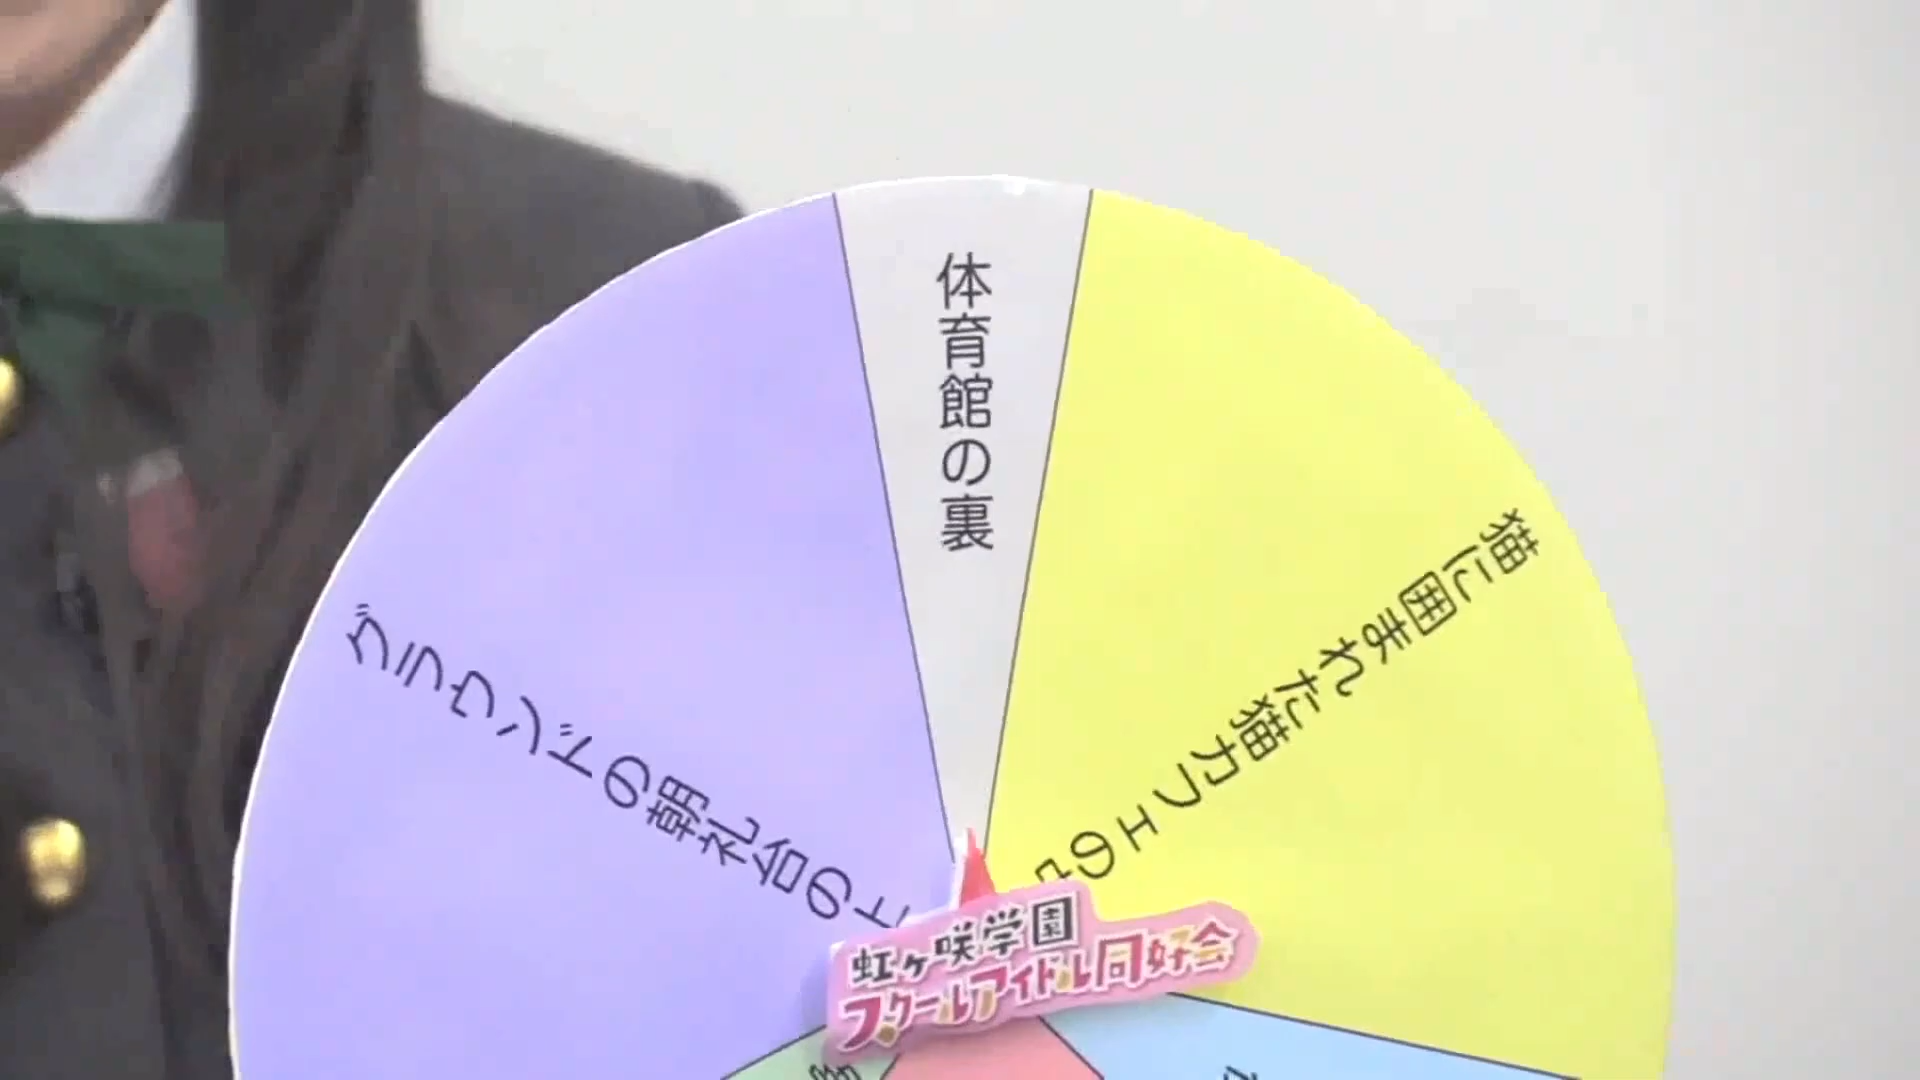 体育館の裏
グラウンドの朝礼台の上
猫に囲まれた猫カフェの
虹ヶ咲学園
スクールアイドル同好会